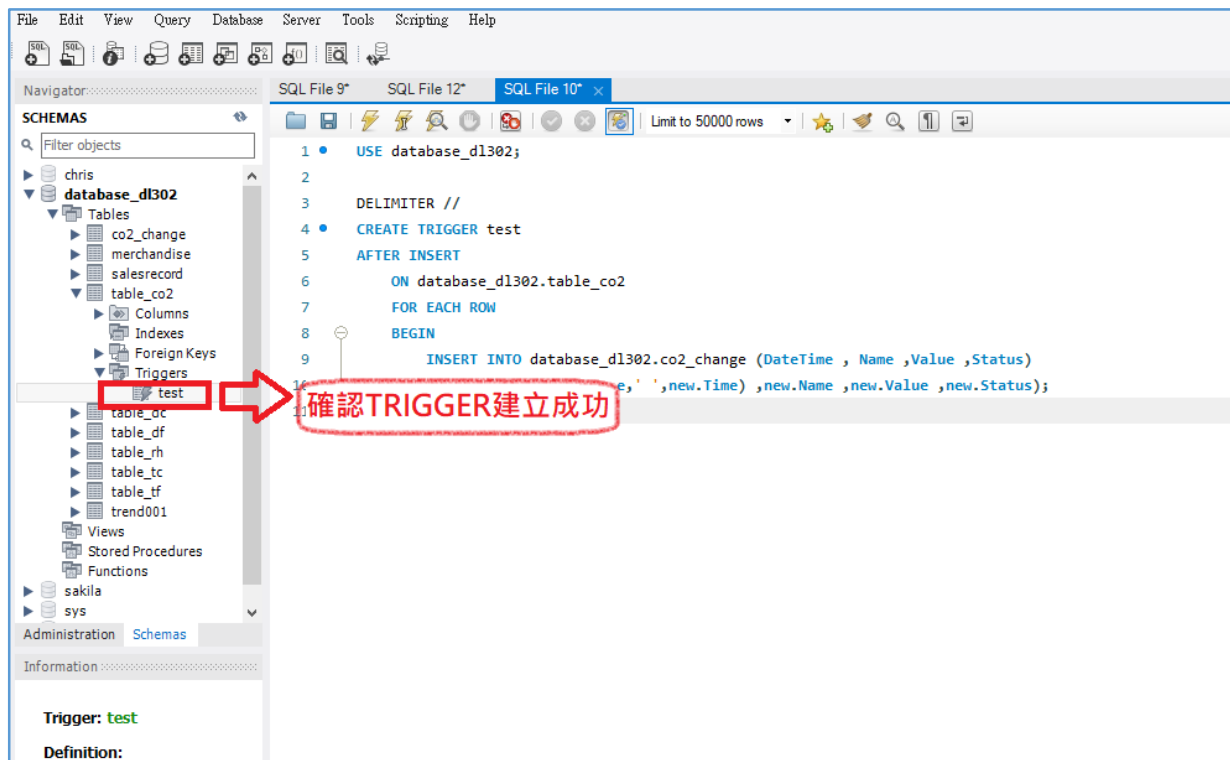 File Edit View Query Database Server Tools Scripting Help
SQL SQL
Navigator
SCHEMAS
Filter objects
chris
database_dl302
Tables
co2_change
merchandise
salesrecord
table_co2
Columns
Indexes
Foreign Keys
Triggers
test
table_dc
table_df
table_rh
table_tc
table_tf
trend001
Views
Stored Procedures
Functions
sakila
sys
Administration Schemas
Information
Trigger: test
Definition:
SQL File 9* SQL File 12* SQL File 10* ×
Limit to 50000 rows
1 USE database_dl302;
2
3 DELIMITER //
4 CREATE TRIGGER test
5 AFTER INSERT
6 ON database_dl302.table_co2
7 FOR EACH ROW
8 BEGIN
9 INSERT INTO database_dl302.co2_change (DateTime , Name ,Value ,Status)
10 e,' ',new.Time) ,new.Name ,new.Value ,new.Status);
11
確認TRIGGER建立成功